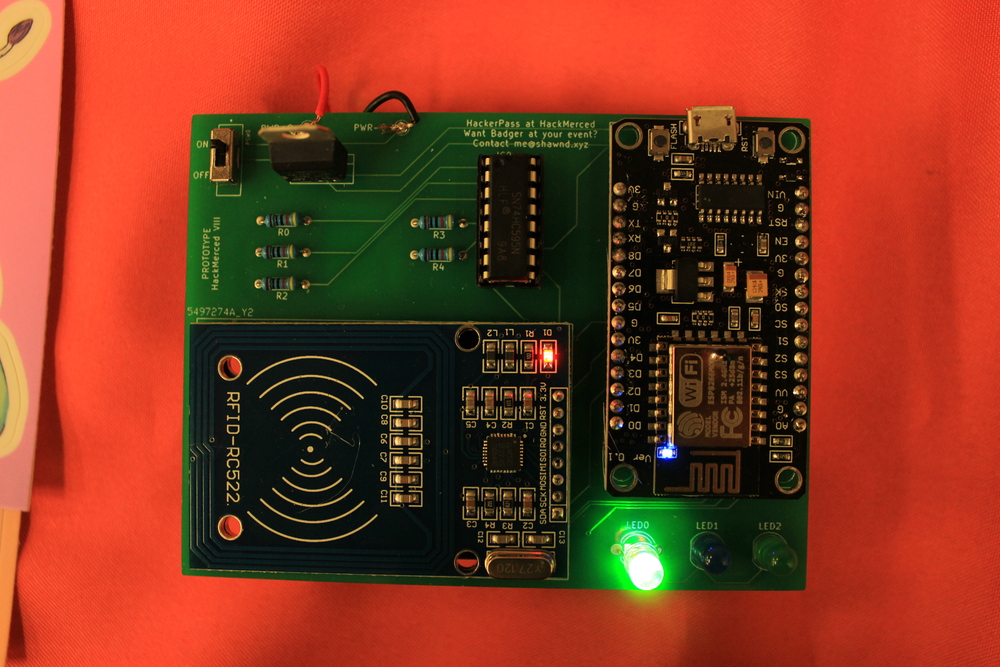 HackerPass at HackMerced
Want Badger at your event?
Contact me@shawnd.xyz
PWR-
ON
OFF
PROTOTYPE
HackMerced VIII
R0
R1
R2
R3
R4
5497274A_Y2
FLASH
RST
3V
G
TX
RX
D8
D7
D6
D5
G
3V
D4
D3
D2
D1
D0
VIN
G
RST
EN
3V
G
SK
S0
SC
S1
S2
S3
VU
G
A0
WiFi
FC
Ver 0.1
RFID-RC522
L2
L1
R1
D1
C10
C8
C6
C7
C9
C11
C5
C4
R2
C1
3.3V
RST
GND
IRQ
MISO
MOSI
SCK
SDA
C3
R4
R3
C2
C12
C13
Y27.120
LED0
LED1
LED2